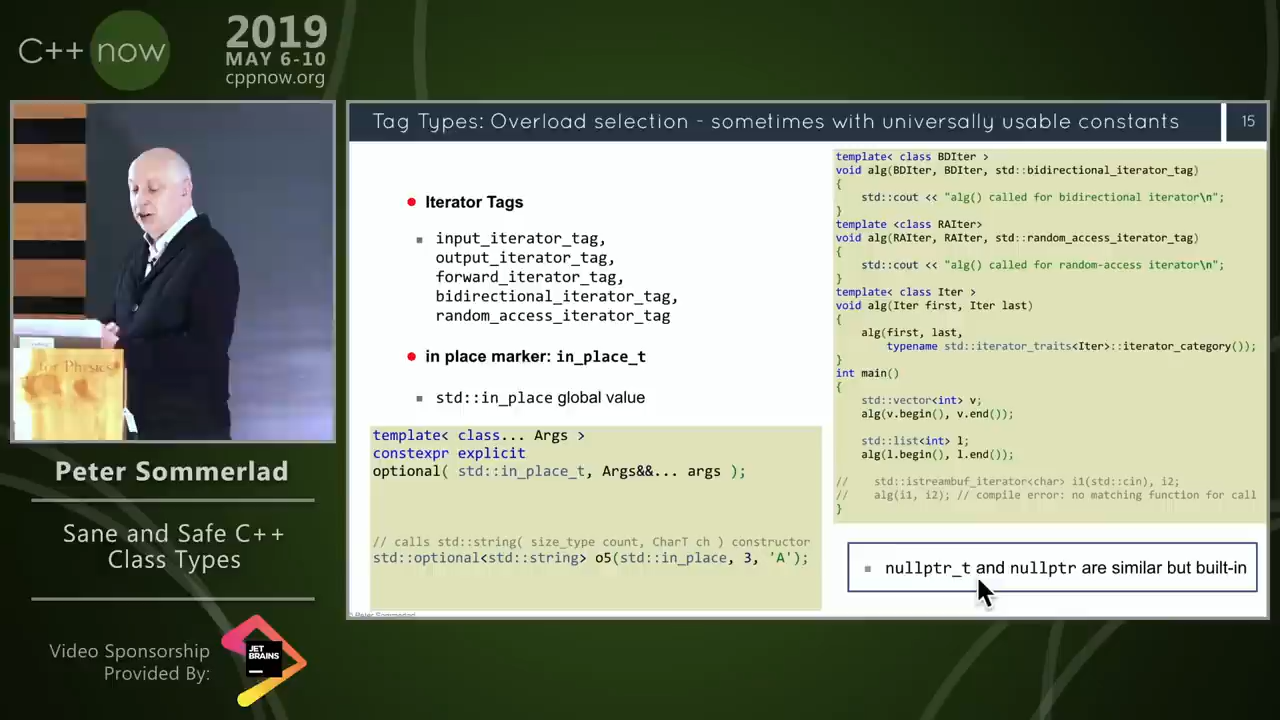 C++ now
2019
MAY 6-10
cppnow.org
for Physics
Peter Sommerlad
Sane and Safe C++
Class Types
Video Sponsorship
Provided By:
JET
BRAINS
Tag Types: Overload selection - sometimes with universally usable constants
15
Iterator Tags
input_iterator_tag,
output_iterator_tag,
forward_iterator_tag,
bidirectional_iterator_tag,
random_access_iterator_tag
in place marker: in_place_t
std::in_place global value
template< class... Args >
constexpr explicit
optional( std::in_place_t, Args&&... args );
// calls std::string( size_type count, CharT ch ) constructor
std::optional<std::string> o5(std::in_place, 3, 'A');
© Peter Sommerlad
template< class BDIter >
void alg(BDIter, BDIter, std::bidirectional_iterator_tag)
{
    std::cout << "alg() called for bidirectional iterator\n";
}
template <class RAIter>
void alg(RAIter, RAIter, std::random_access_iterator_tag)
{
    std::cout << "alg() called for random-access iterator\n";
}
template< class Iter >
void alg(Iter first, Iter last)
{
    alg(first, last,
        typename std::iterator_traits<Iter>::iterator_category());
}
int main()
{
    std::vector<int> v;
    alg(v.begin(), v.end());
    std::list<int> l;
    alg(l.begin(), l.end());
//    std::istreambuf_iterator<char> i1(std::cin), i2;
//    alg(i1, i2); // compile error: no matching function for call
}
nullptr_t and nullptr are similar but built-in